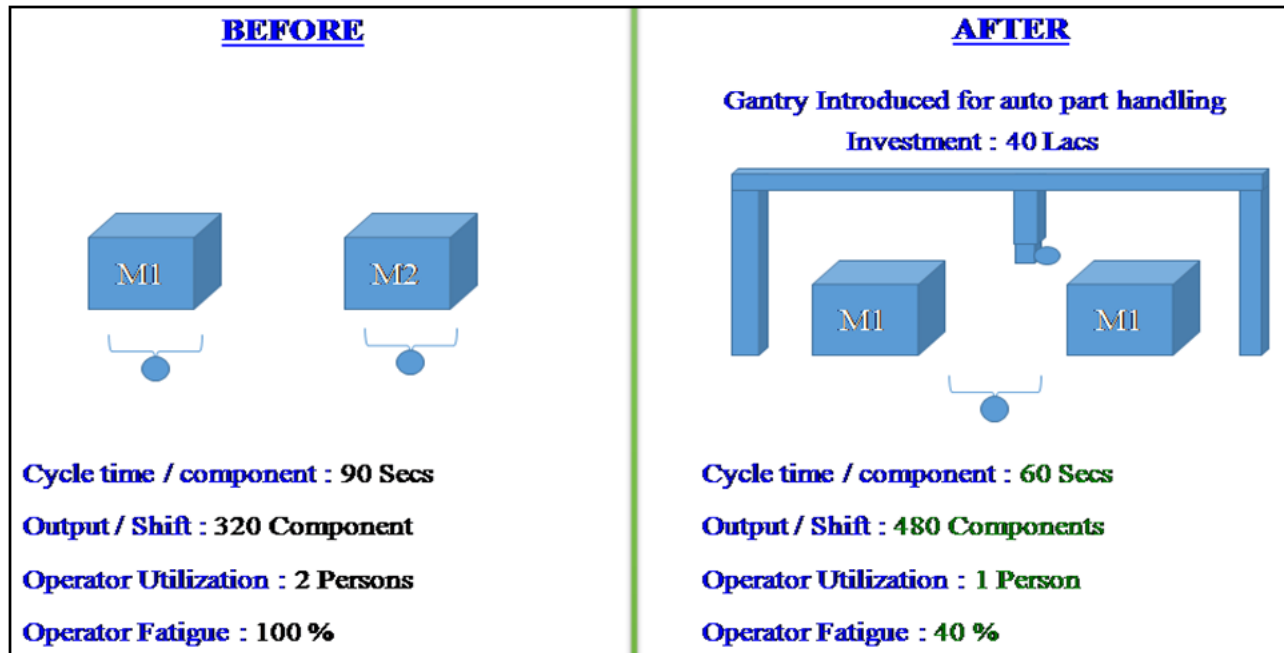 BEFORE
M1
M2
Cycle time / component : 90 Secs
Output / Shift : 320 Component
Operator Utilization : 2 Persons
Operator Fatigue : 100 %
AFTER
Gantry Introduced for auto part handling
Investment : 40 Lacs
M1
M1
Cycle time / component : 60 Secs
Output / Shift : 480 Components
Operator Utilization : 1 Person
Operator Fatigue : 40 %